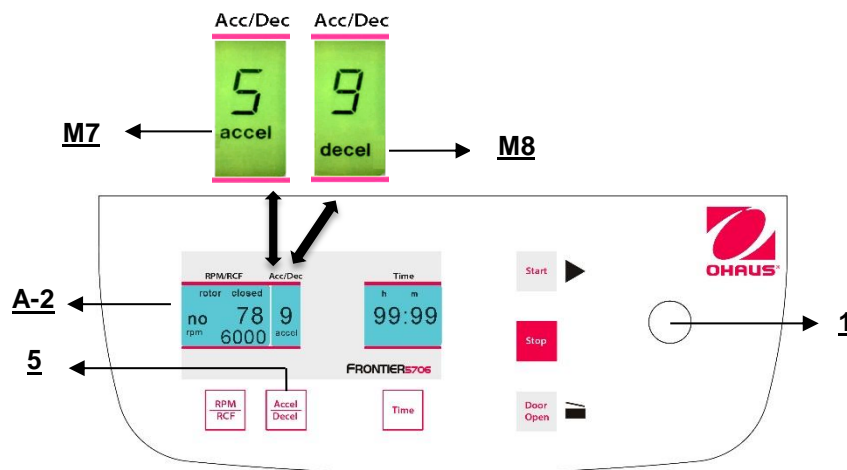 Acc/Dec Acc/Dec
5 9
accel decel
M7 M8
OHAUS®
RPM/RCF Acc/Dec Time
rotor closed h m
no 78 9 99:99
rpm 6000 accel
A-2
5
FRONTIER5706
RPM
RCF
Accel
Decel
Time
Start
Stop
Door
Open
1